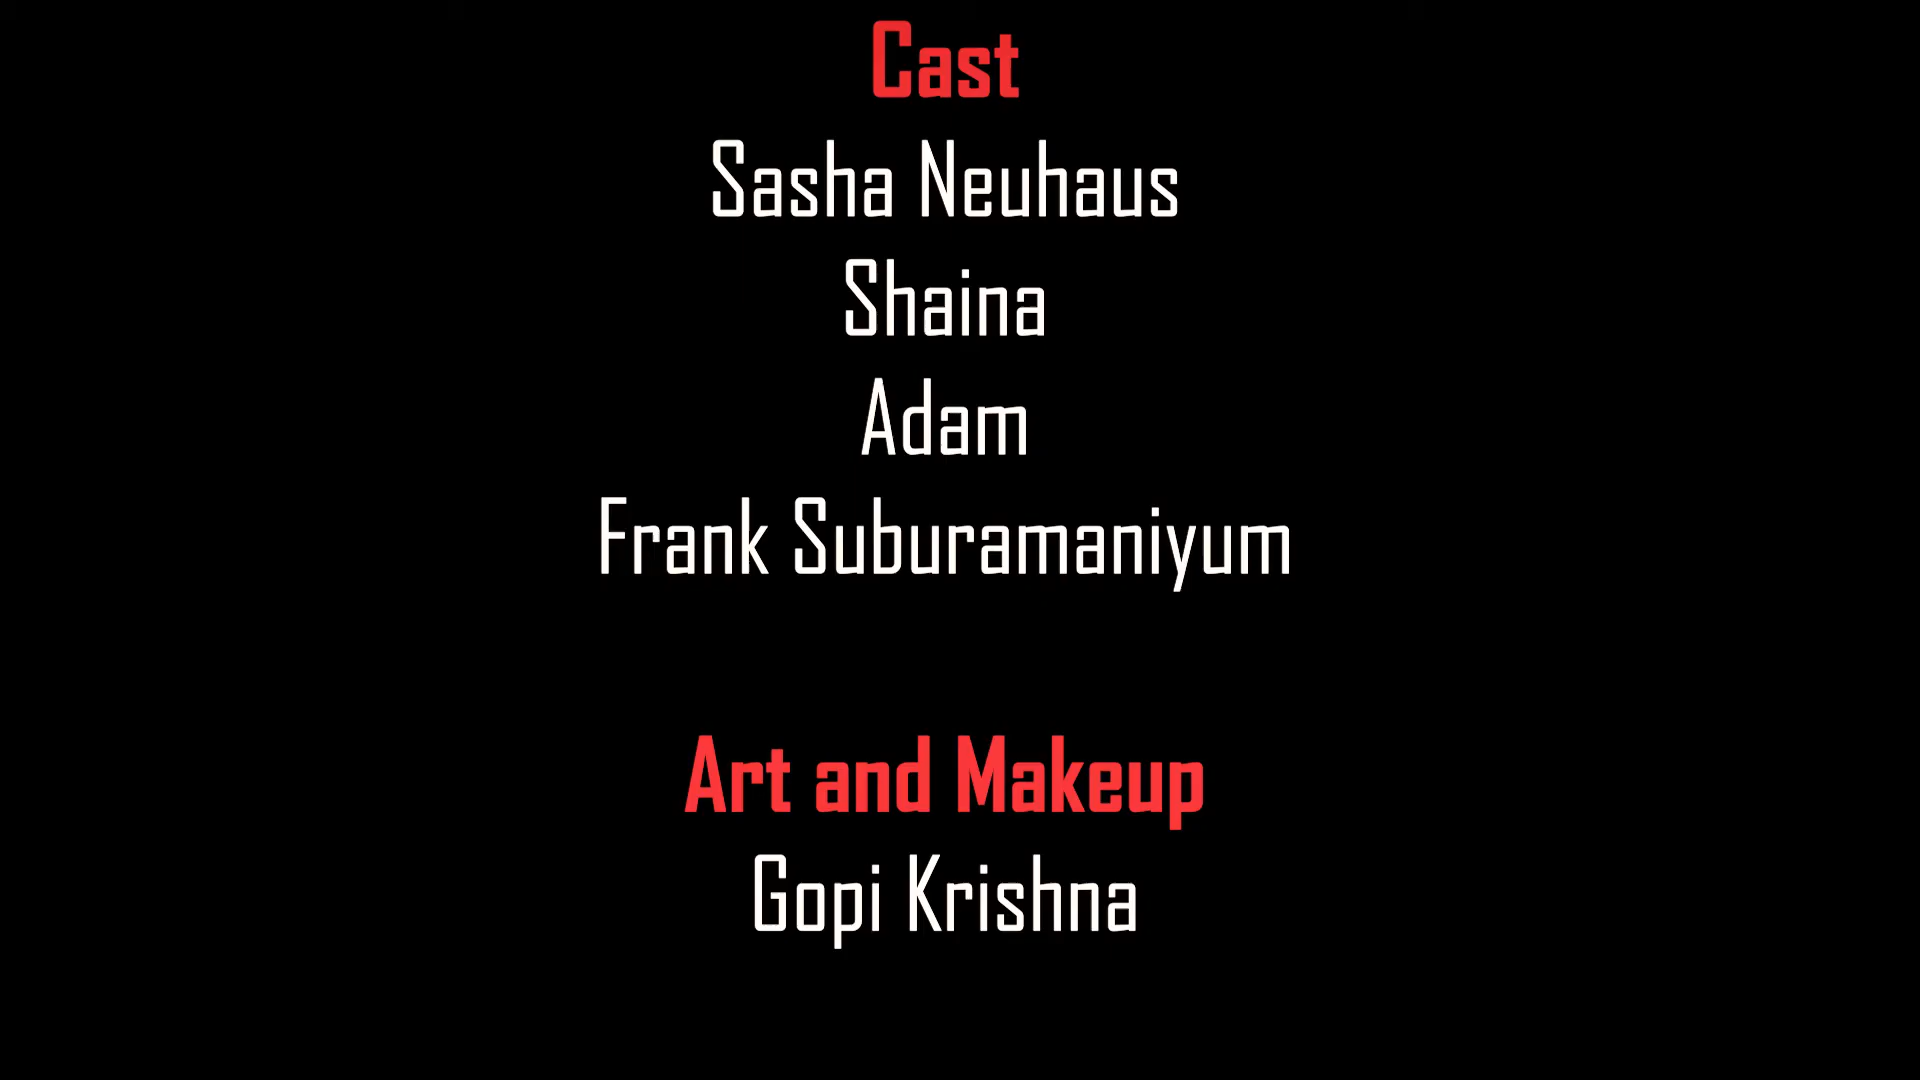 Cast
Sasha Neuhaus
Shaina
Adam
Frank Suburamaniyum
Art and Makeup
Gopi Krishna